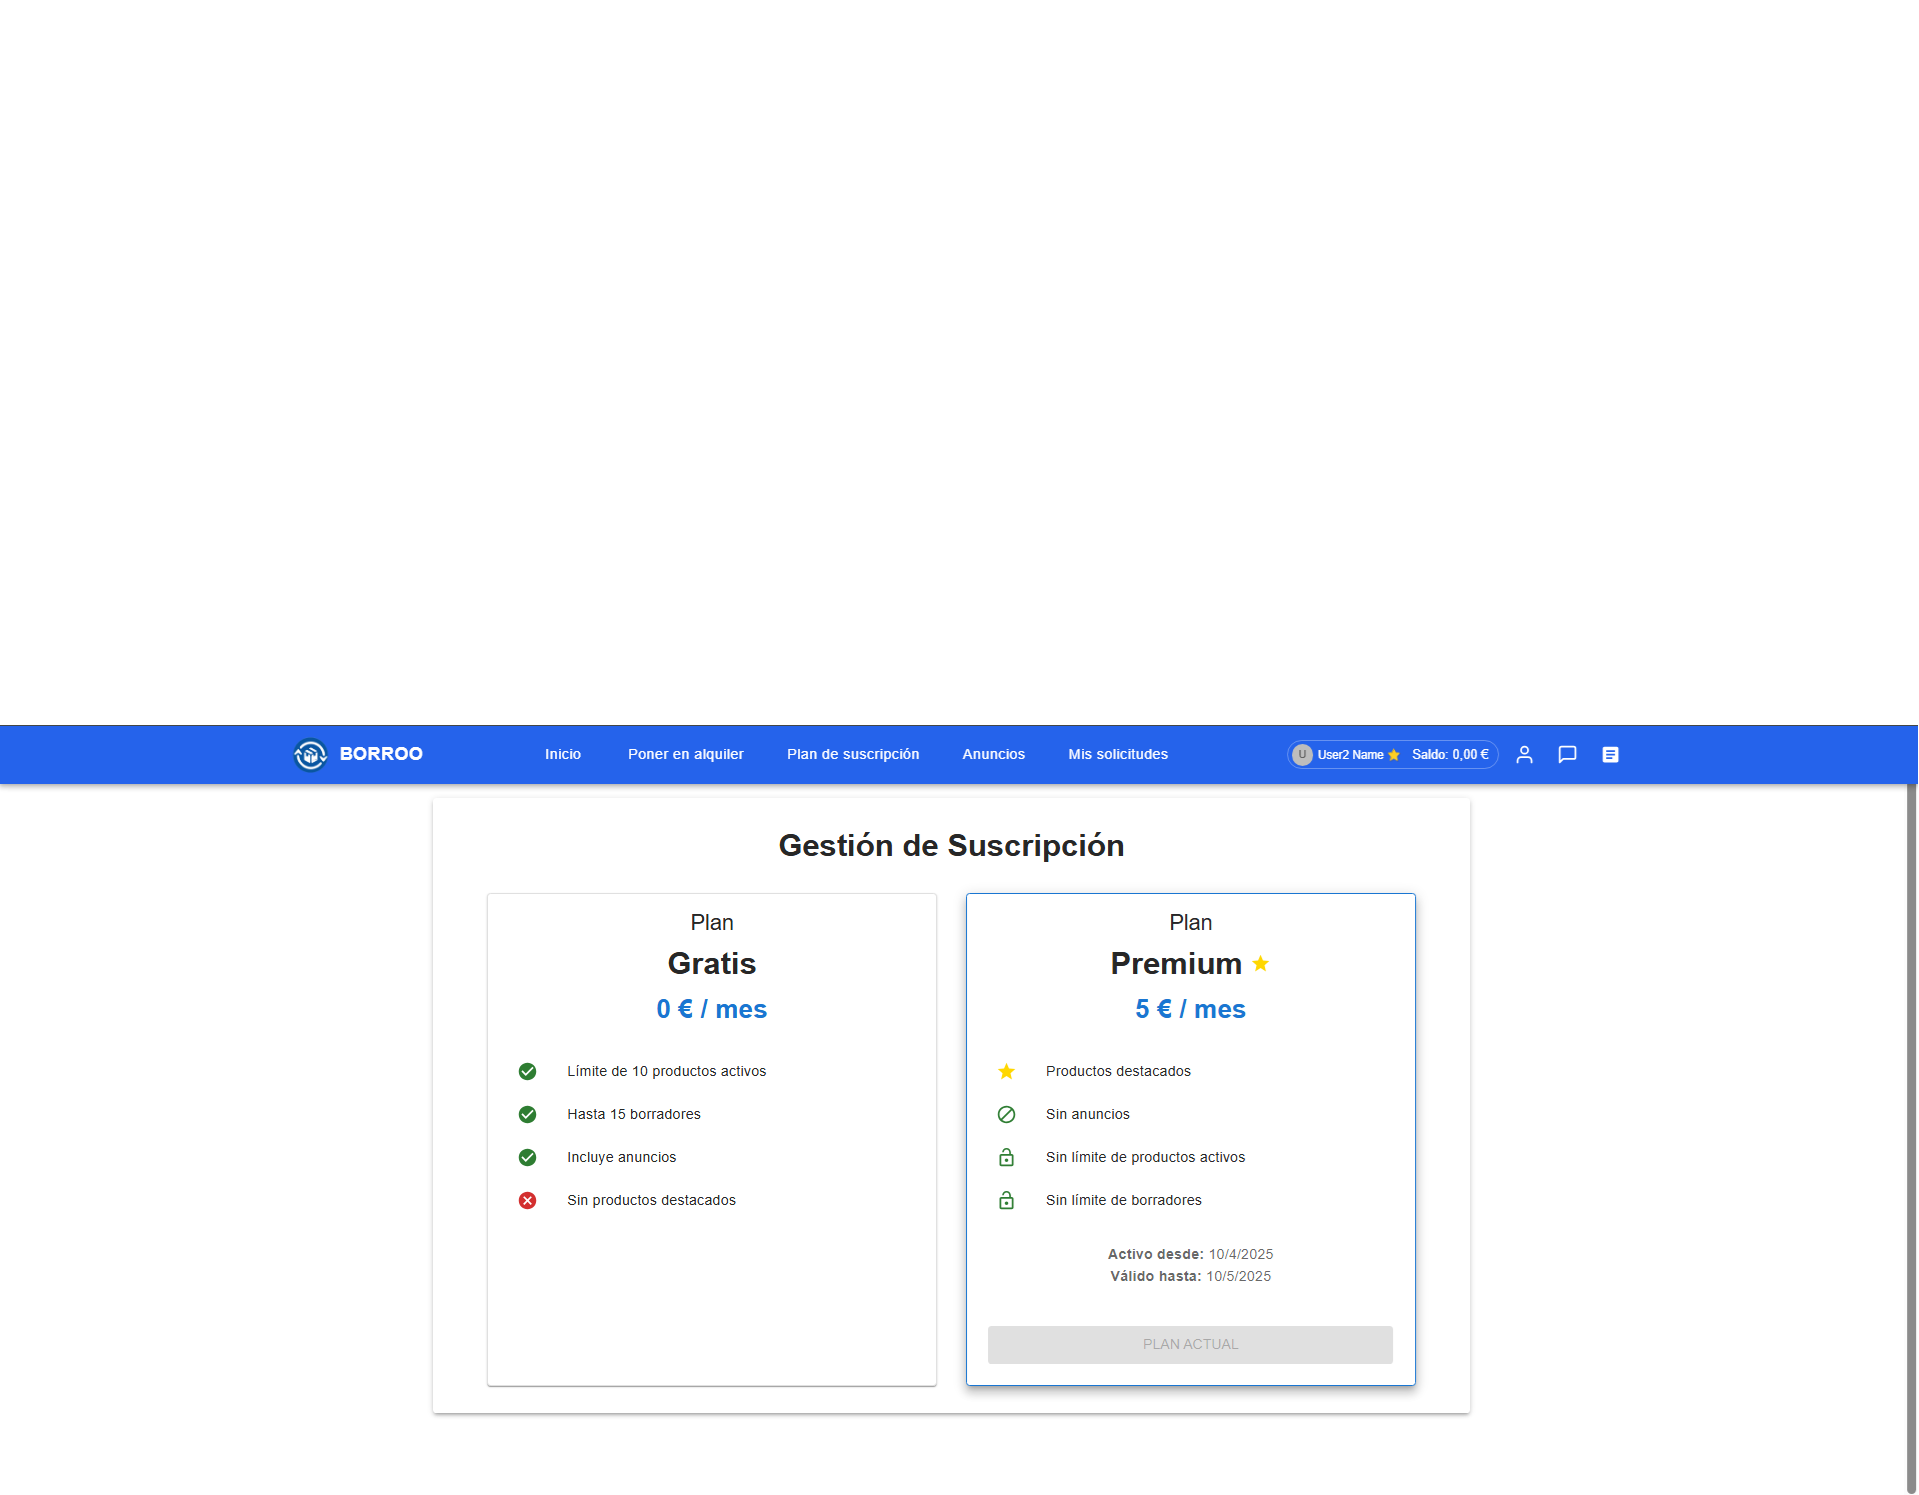 BORROO
Inicio
Poner en alquiler
Plan de suscripción
Anuncios
Mis solicitudes
U
User2 Name
Saldo: 0,00 €
Gestión de Suscripción
Plan
Gratis
0 € / mes
Límite de 10 productos activos
Hasta 15 borradores
Incluye anuncios
Sin productos destacados
Plan
Premium
5 € / mes
Productos destacados
Sin anuncios
Sin límite de productos activos
Sin límite de borradores
Activo desde: 10/4/2025
Válido hasta: 10/5/2025
PLAN ACTUAL